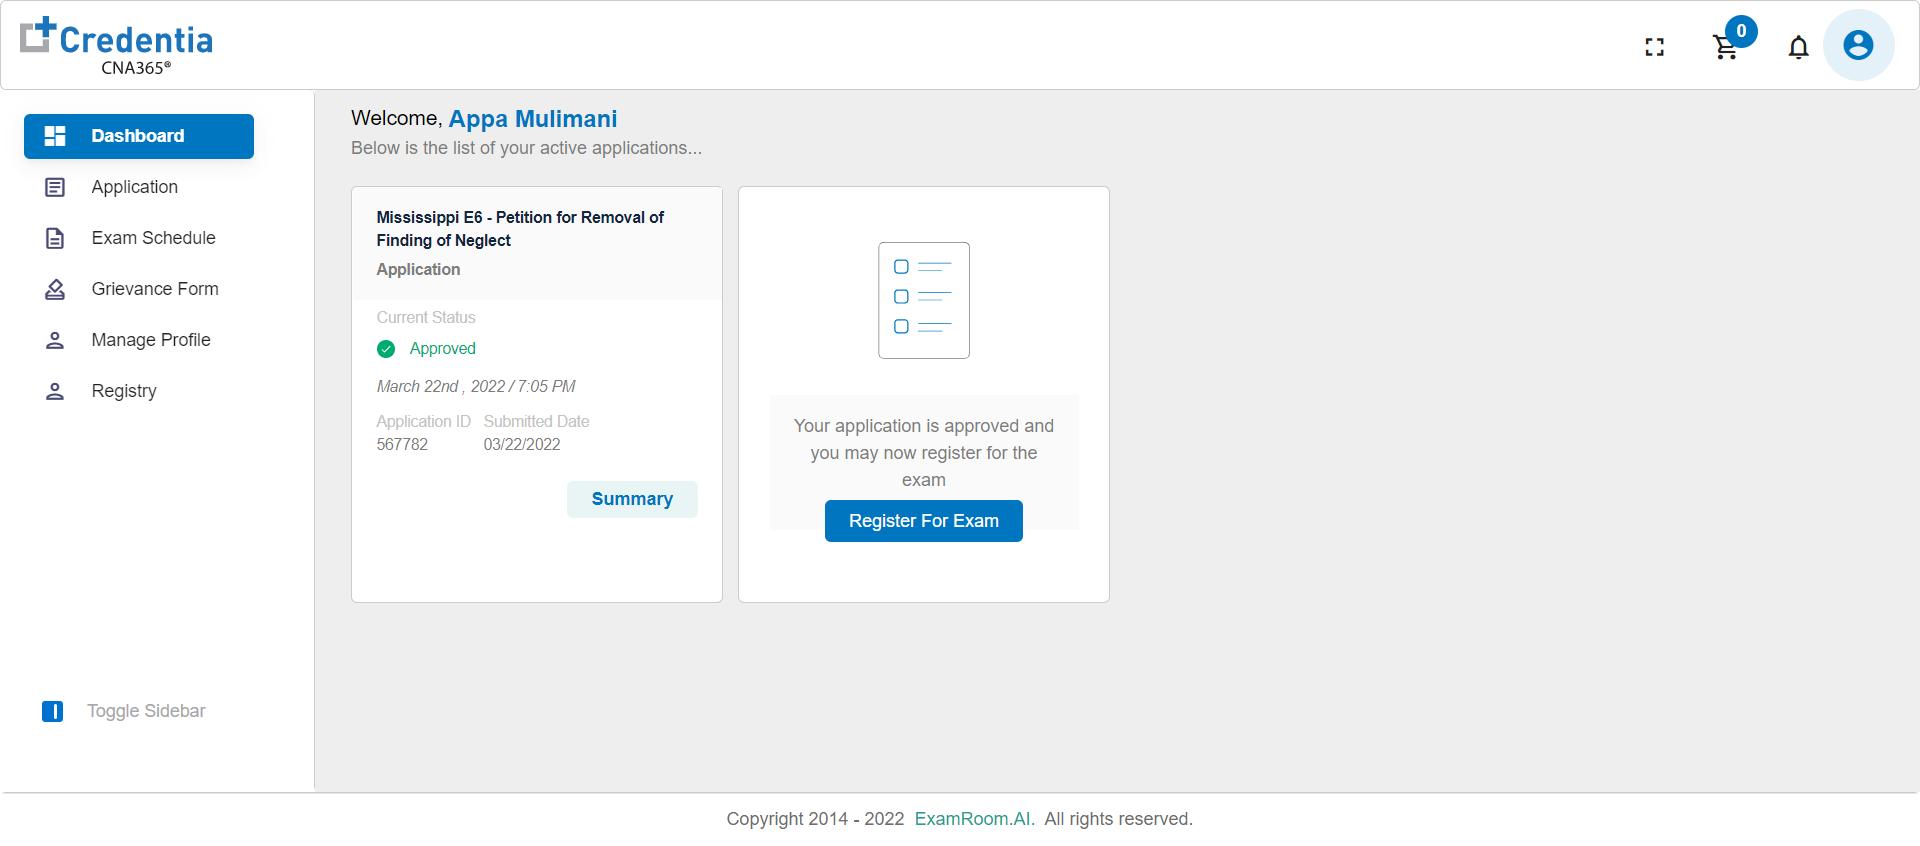 Credentia
CNA365®
0
Dashboard
Application
Exam Schedule
Grievance Form
Manage Profile
Registry
Toggle Sidebar
Welcome, Appa Mulimani
Below is the list of your active applications...
Mississippi E6 - Petition for Removal of
Finding of Neglect
Application
Current Status
Approved
March 22nd , 2022 / 7:05 PM
Application ID Submitted Date
567782 03/22/2022
Summary
Your application is approved and
you may now register for the
exam
Register For Exam
Copyright 2014 - 2022 ExamRoom.AI. All rights reserved.